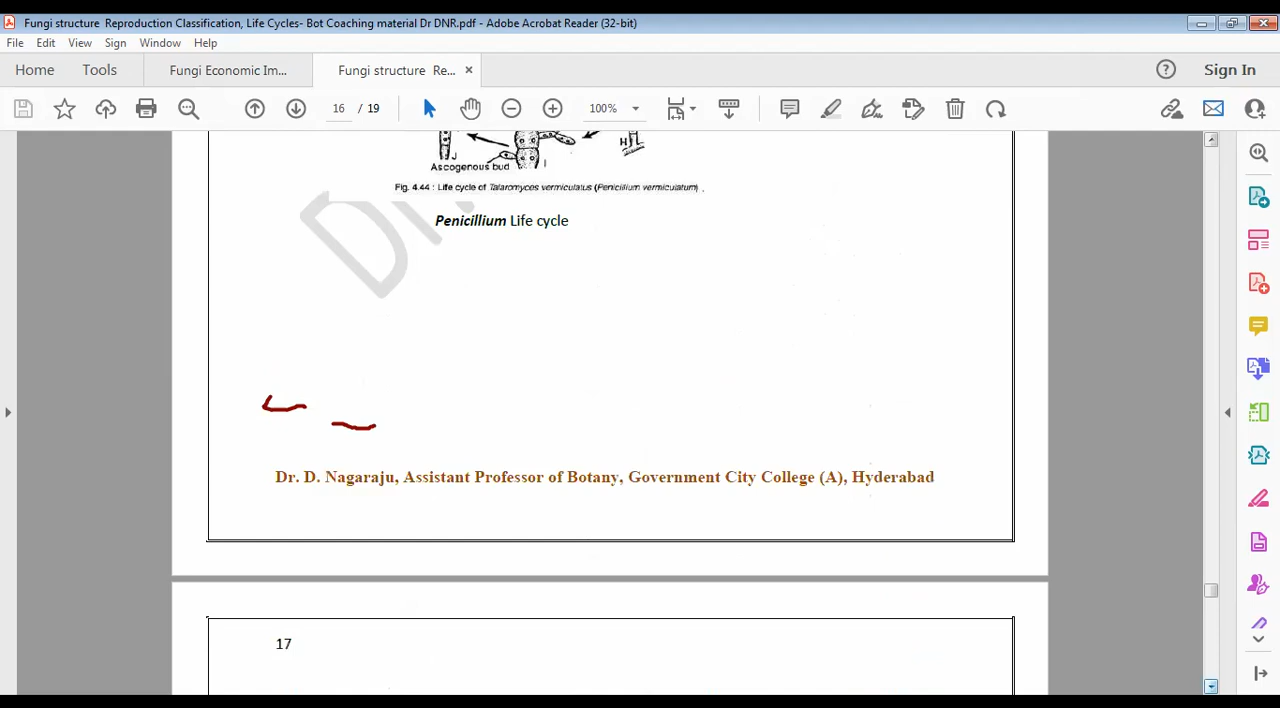 Fungi structure Reproduction Classification, Life Cycles- Bot Coaching material Dr DNR.pdf - Adobe Acrobat Reader (32-bit)
File Edit View Sign Window Help
Home Tools Fungi Economic Im... Fungi structure Re... × Sign In
16 / 19 100%
H
J
Ascogenous bud I
Fig. 4.44 : Life cycle of Talaromyces vermiculatus (Penicillium vermiculatum) .
Penicillium Life cycle
Dr. D. Nagaraju, Assistant Professor of Botany, Government City College (A), Hyderabad
17